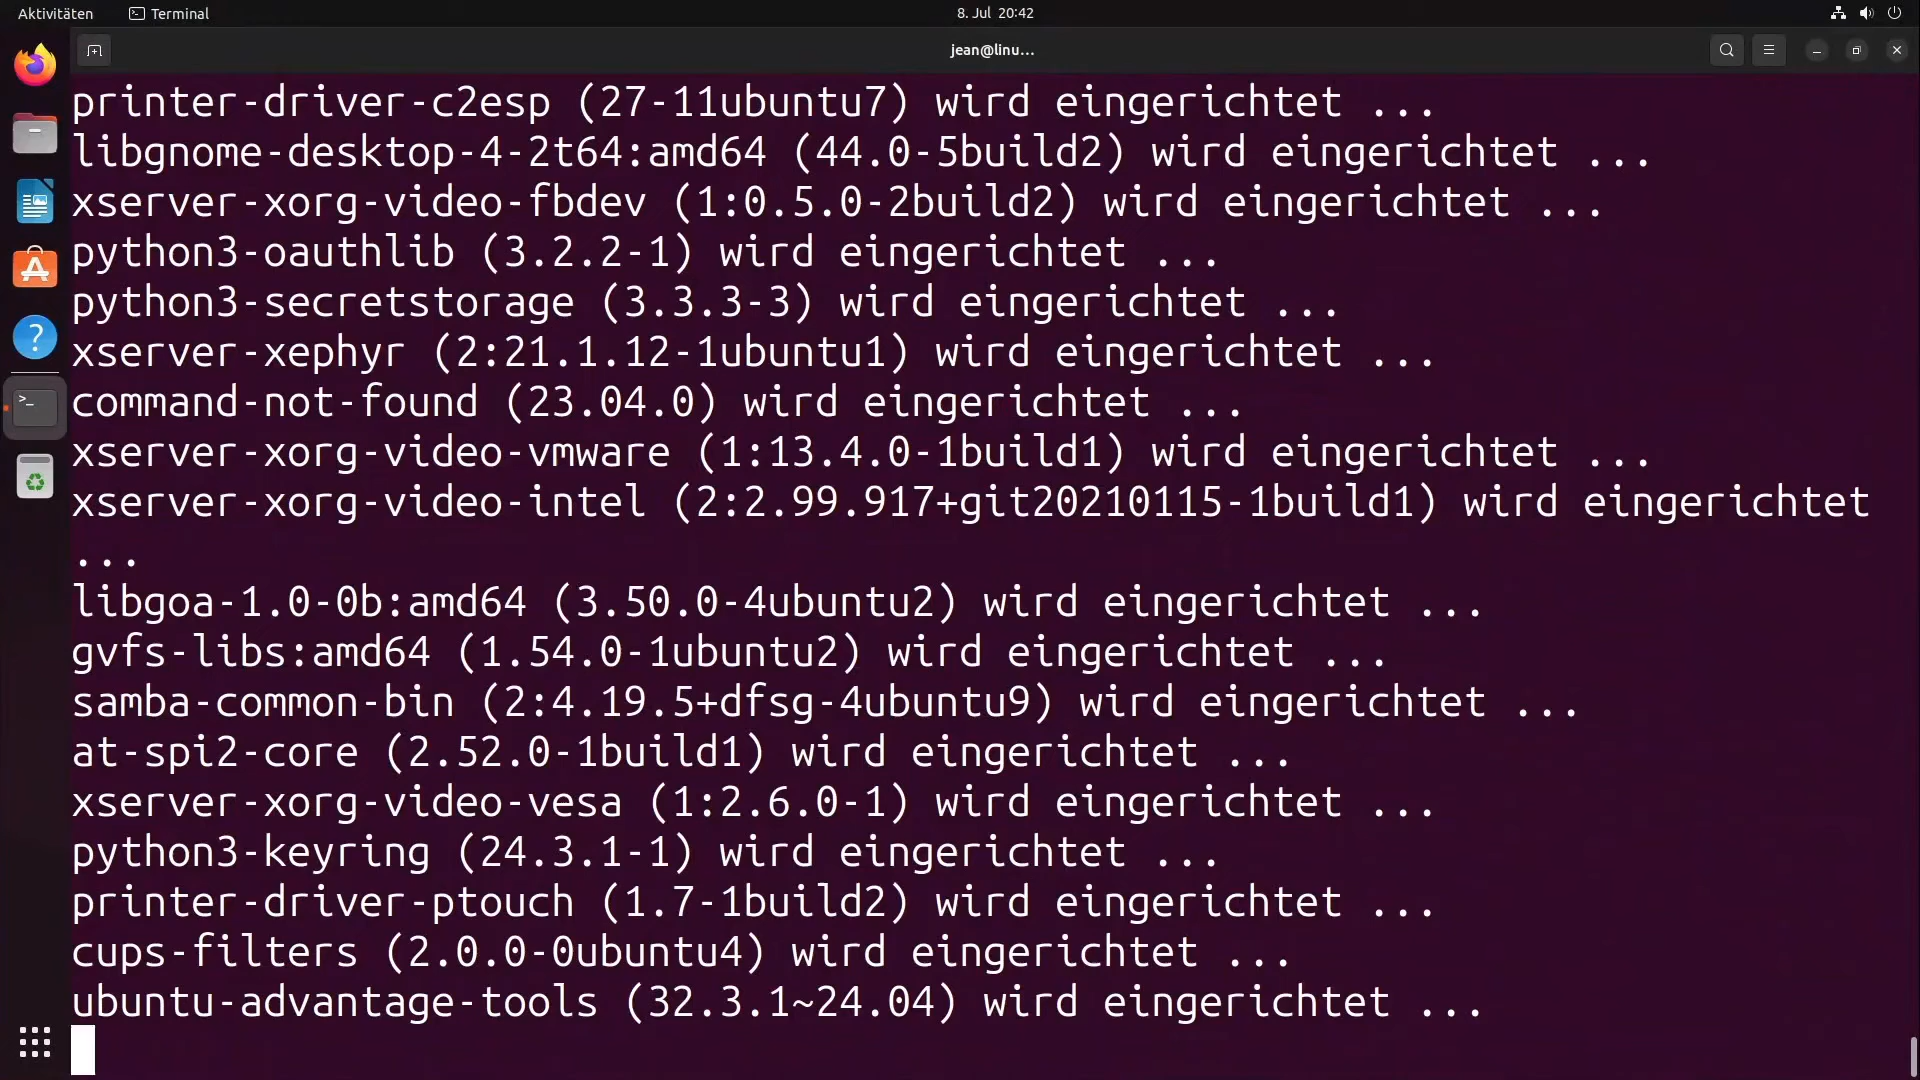 Aktivitäten Terminal 8. Jul 20:42
jean@linu...
printer-driver-c2esp (27-11ubuntu7) wird eingerichtet ...
libgnome-desktop-4-2t64:amd64 (44.0-5build2) wird eingerichtet ...
xserver-xorg-video-fbdev (1:0.5.0-2build2) wird eingerichtet ...
python3-oauthlib (3.2.2-1) wird eingerichtet ...
python3-secretstorage (3.3.3-3) wird eingerichtet ...
xserver-xephyr (2:21.1.12-1ubuntu1) wird eingerichtet ...
command-not-found (23.04.0) wird eingerichtet ...
xserver-xorg-video-vmware (1:13.4.0-1build1) wird eingerichtet ...
xserver-xorg-video-intel (2:2.99.917+git20210115-1build1) wird eingerichtet
...
libgoa-1.0-0b:amd64 (3.50.0-4ubuntu2) wird eingerichtet ...
gvfs-libs:amd64 (1.54.0-1ubuntu2) wird eingerichtet ...
samba-common-bin (2:4.19.5+dfsg-4ubuntu9) wird eingerichtet ...
at-spi2-core (2.52.0-1build1) wird eingerichtet ...
xserver-xorg-video-vesa (1:2.6.0-1) wird eingerichtet ...
python3-keyring (24.3.1-1) wird eingerichtet ...
printer-driver-ptouch (1.7-1build2) wird eingerichtet ...
cups-filters (2.0.0-0ubuntu4) wird eingerichtet ...
ubuntu-advantage-tools (32.3.1~24.04) wird eingerichtet ...